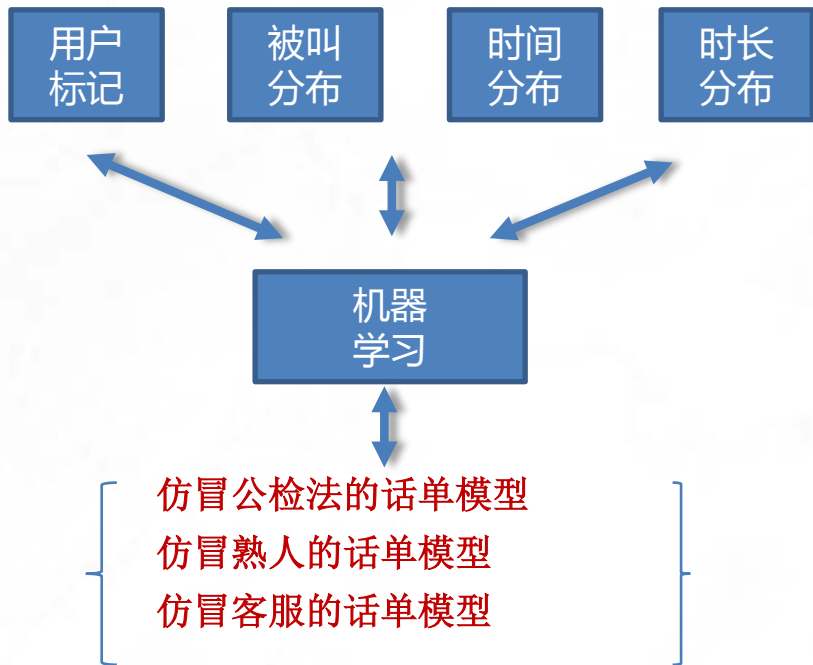 用户
标记
被叫
分布
时间
分布
时长
分布
机器
学习
仿冒公检法的话单模型
仿冒熟人的话单模型
仿冒客服的话单模型